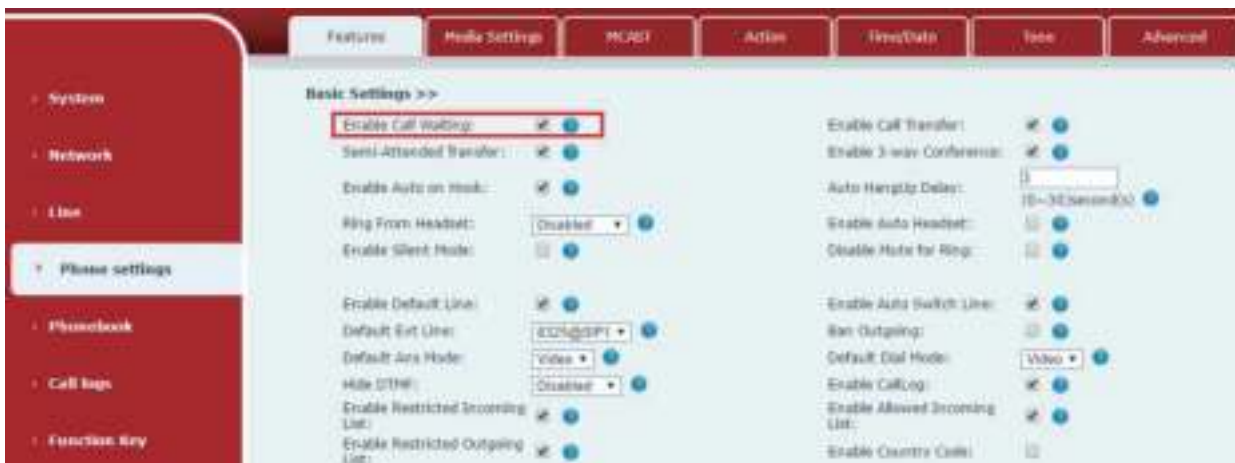 Features
Media Settings
MCAST
Action
Time/Date
Tone
Advanced
System
Network
Line
Phone settings
Phonebook
Call logs
Function Key
Basic Settings >>
Enable Call Waiting:
Enable Call Transfer:
Semi-Attended Transfer:
Enable 3-way Conference:
Enable Auto on Hook:
Auto HangUp Delay:
(0~30)second(s)
Ring From Headset:
Disabled
Enable Auto Headset:
Enable Silent Mode:
Disable Mute for Ring:
Enable Default Line:
Enable Auto Switch Line:
Default Ext Line:
Ban Outgoing:
Default Ans Mode:
Video
Default Dial Mode:
Video
Hide DTMF:
Disabled
Enable CallLog:
Enable Restricted Incoming
List:
Enable Allowed Incoming
List:
Enable Restricted Outgoing
List:
Enable Country Code: